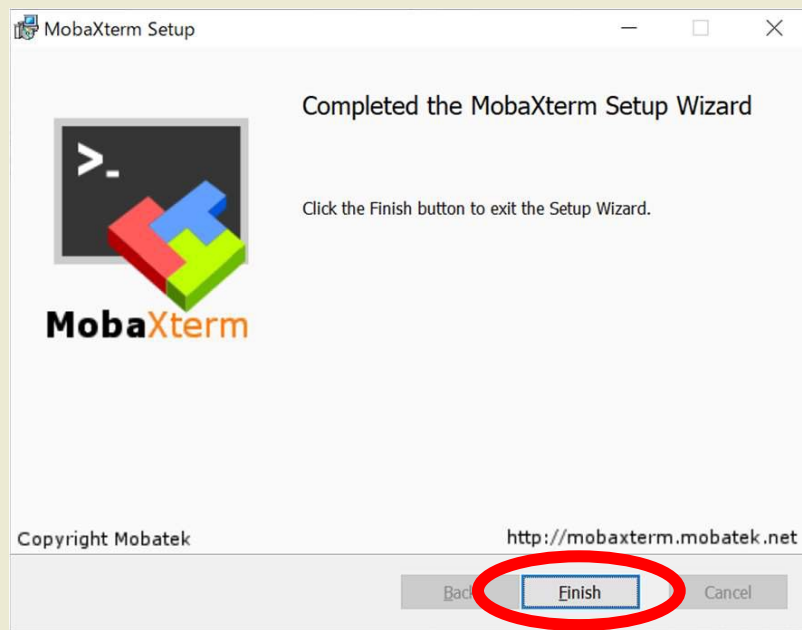 MobaXterm Setup
Completed the MobaXterm Setup Wizard
>_
Click the Finish button to exit the Setup Wizard.
MobaXterm
Copyright Mobatek
http://mobaxterm.mobatek.net
Finish
Cancel